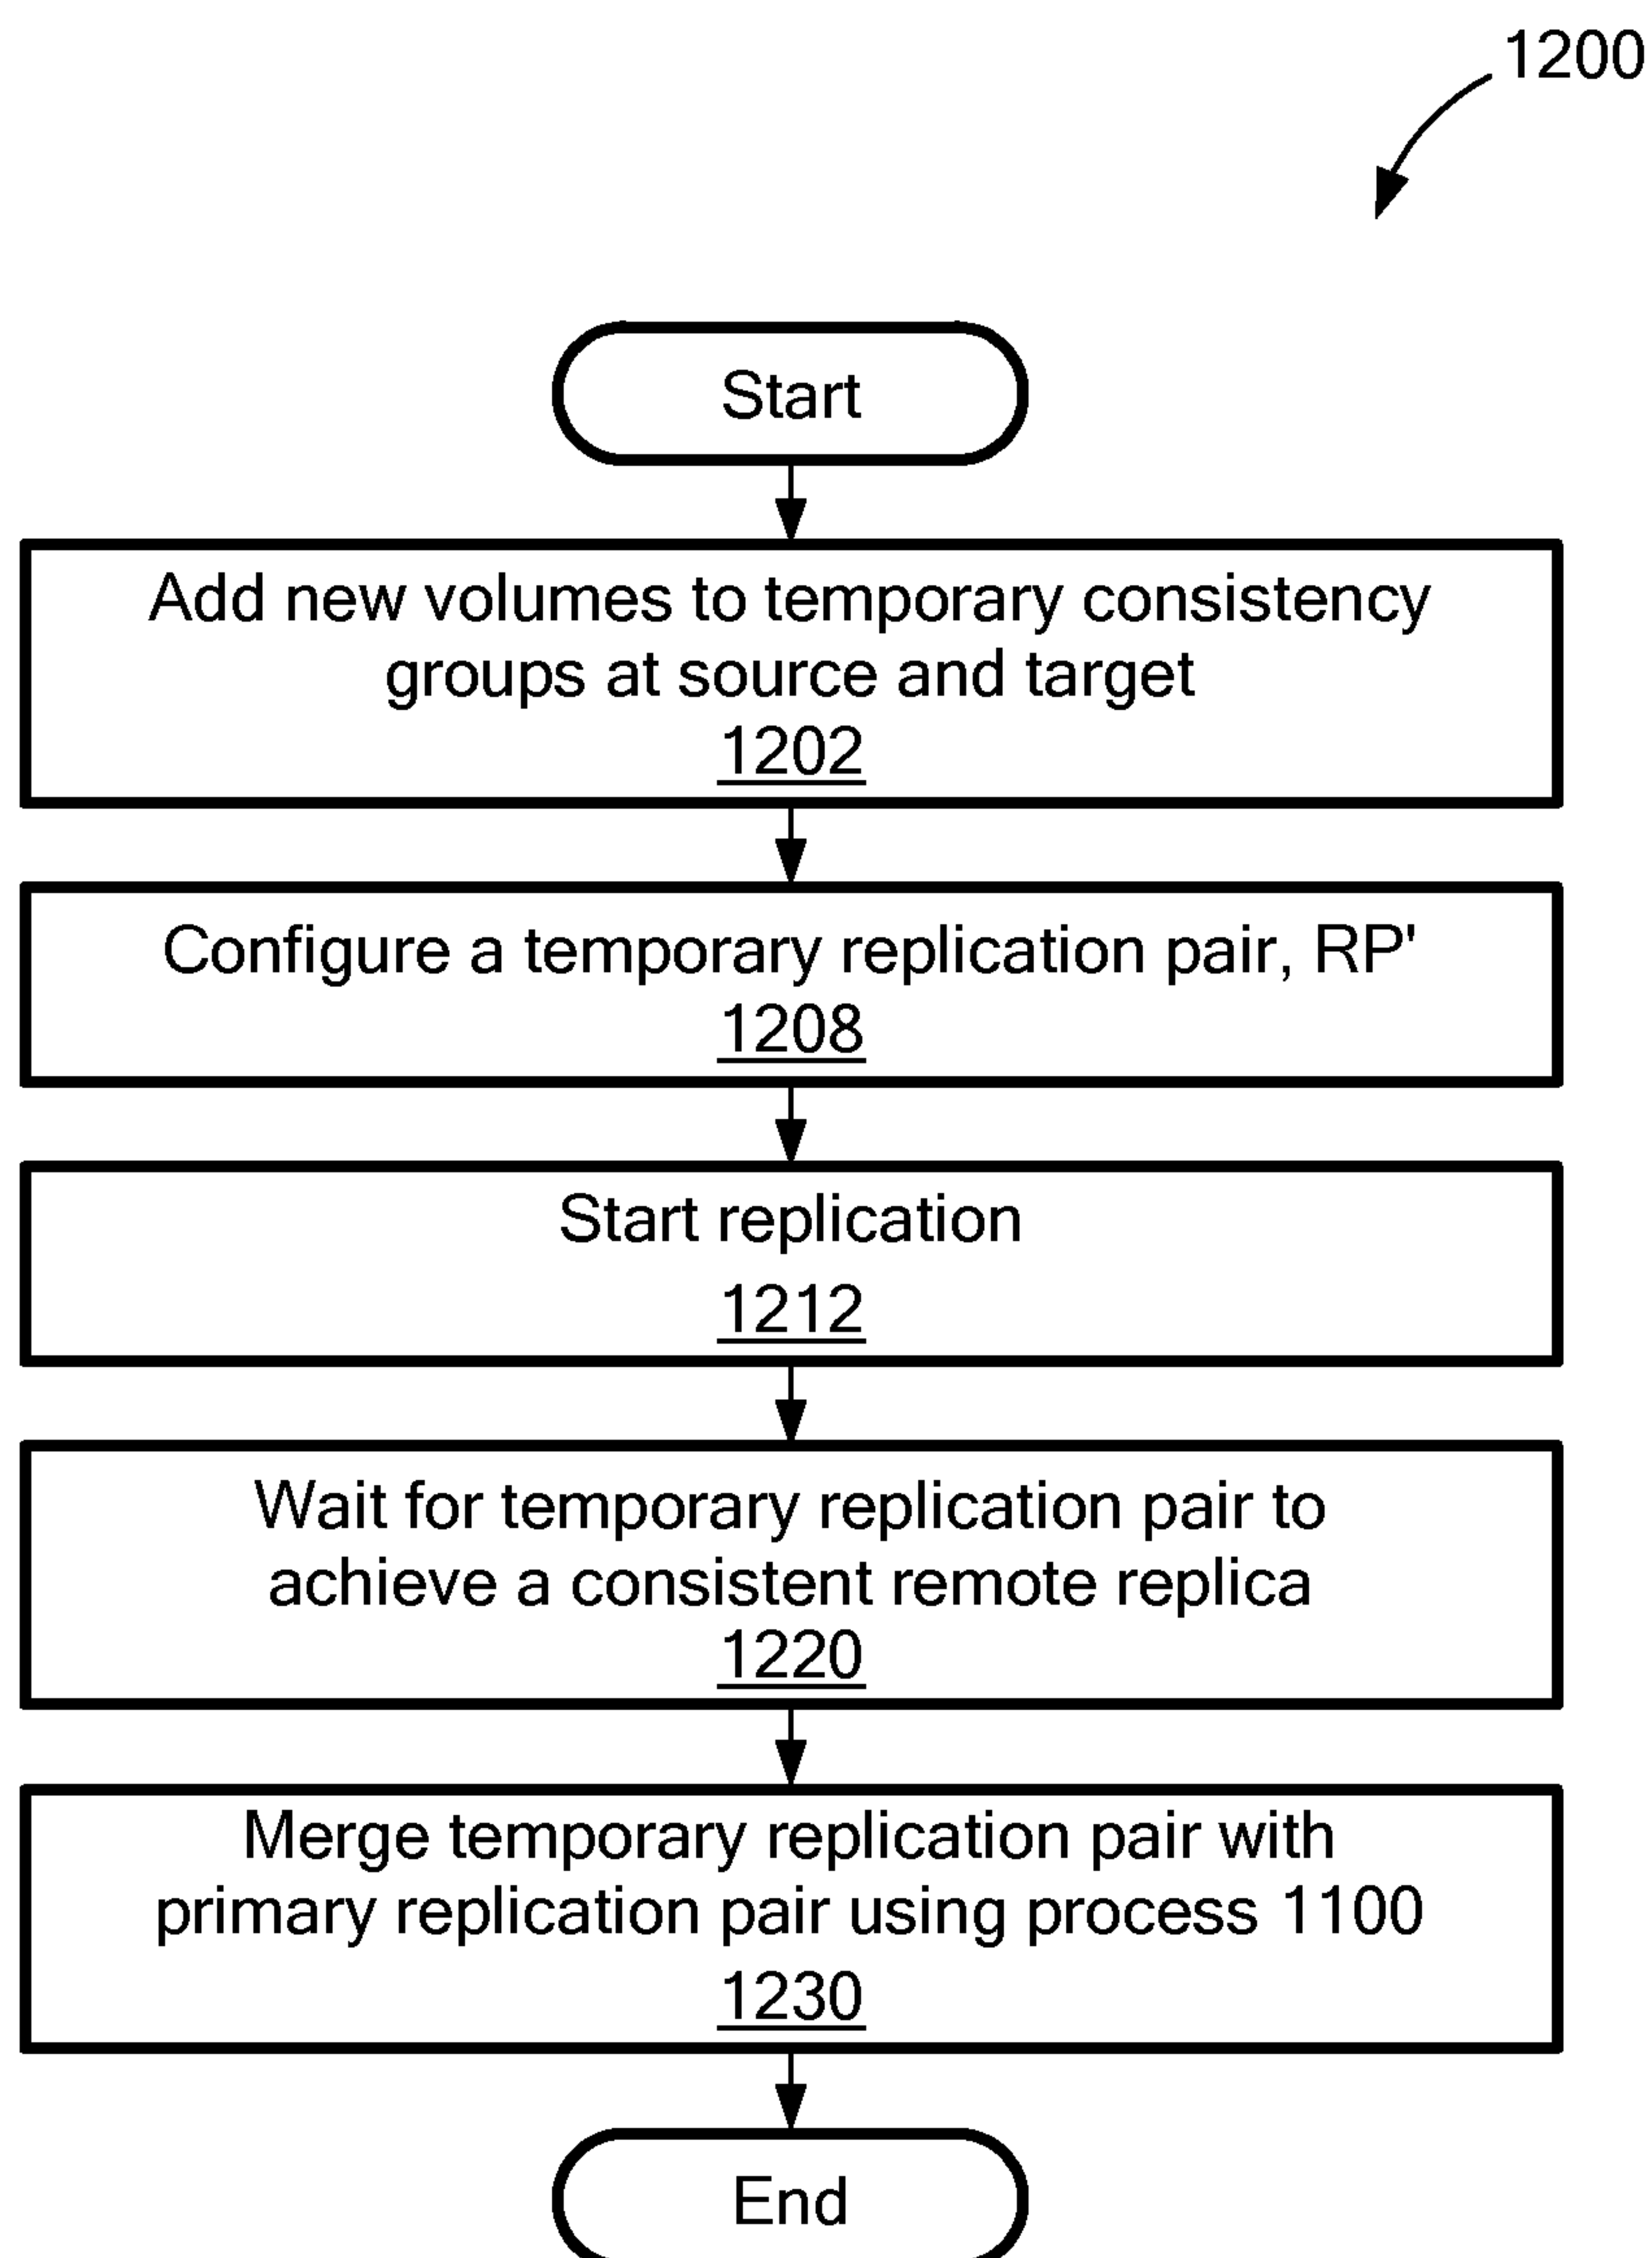 1200
Start
Add new volumes to temporary consistency
groups at source and target
1202
Configure a temporary replication pair, RP'
1208
Start replication
1212
Wait for temporary replication pair to
achieve a consistent remote replica
1220
Merge temporary replication pair with
primary replication pair using process 1100
1230
End